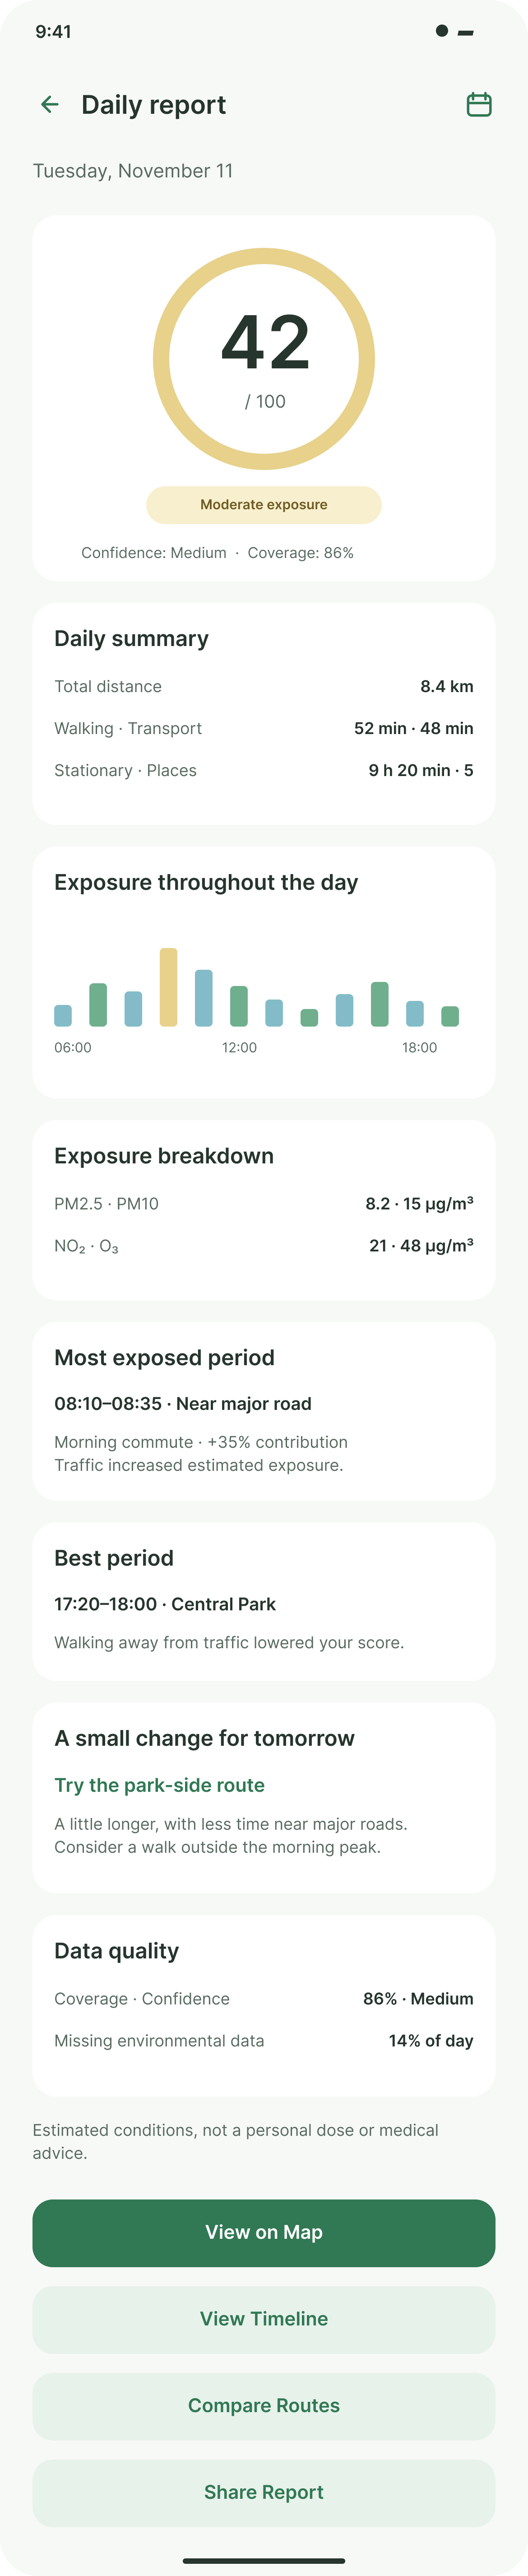 9:41
Daily report
Tuesday, November 11
42
/ 100
Moderate exposure
Confidence: Medium · Coverage: 86%
Daily summary
Total distance 8.4 km
Walking · Transport 52 min · 48 min
Stationary · Places 9 h 20 min · 5
Exposure throughout the day
06:00 12:00 18:00
Exposure breakdown
PM2.5 · PM10 8.2 · 15 µg/m³
NO₂ · O₃ 21 · 48 µg/m³
Most exposed period
08:10–08:35 · Near major road
Morning commute · +35% contribution
Traffic increased estimated exposure.
Best period
17:20–18:00 · Central Park
Walking away from traffic lowered your score.
A small change for tomorrow
Try the park-side route
A little longer, with less time near major roads.
Consider a walk outside the morning peak.
Data quality
Coverage · Confidence 86% · Medium
Missing environmental data 14% of day
Estimated conditions, not a personal dose or medical
advice.
View on Map
View Timeline
Compare Routes
Share Report